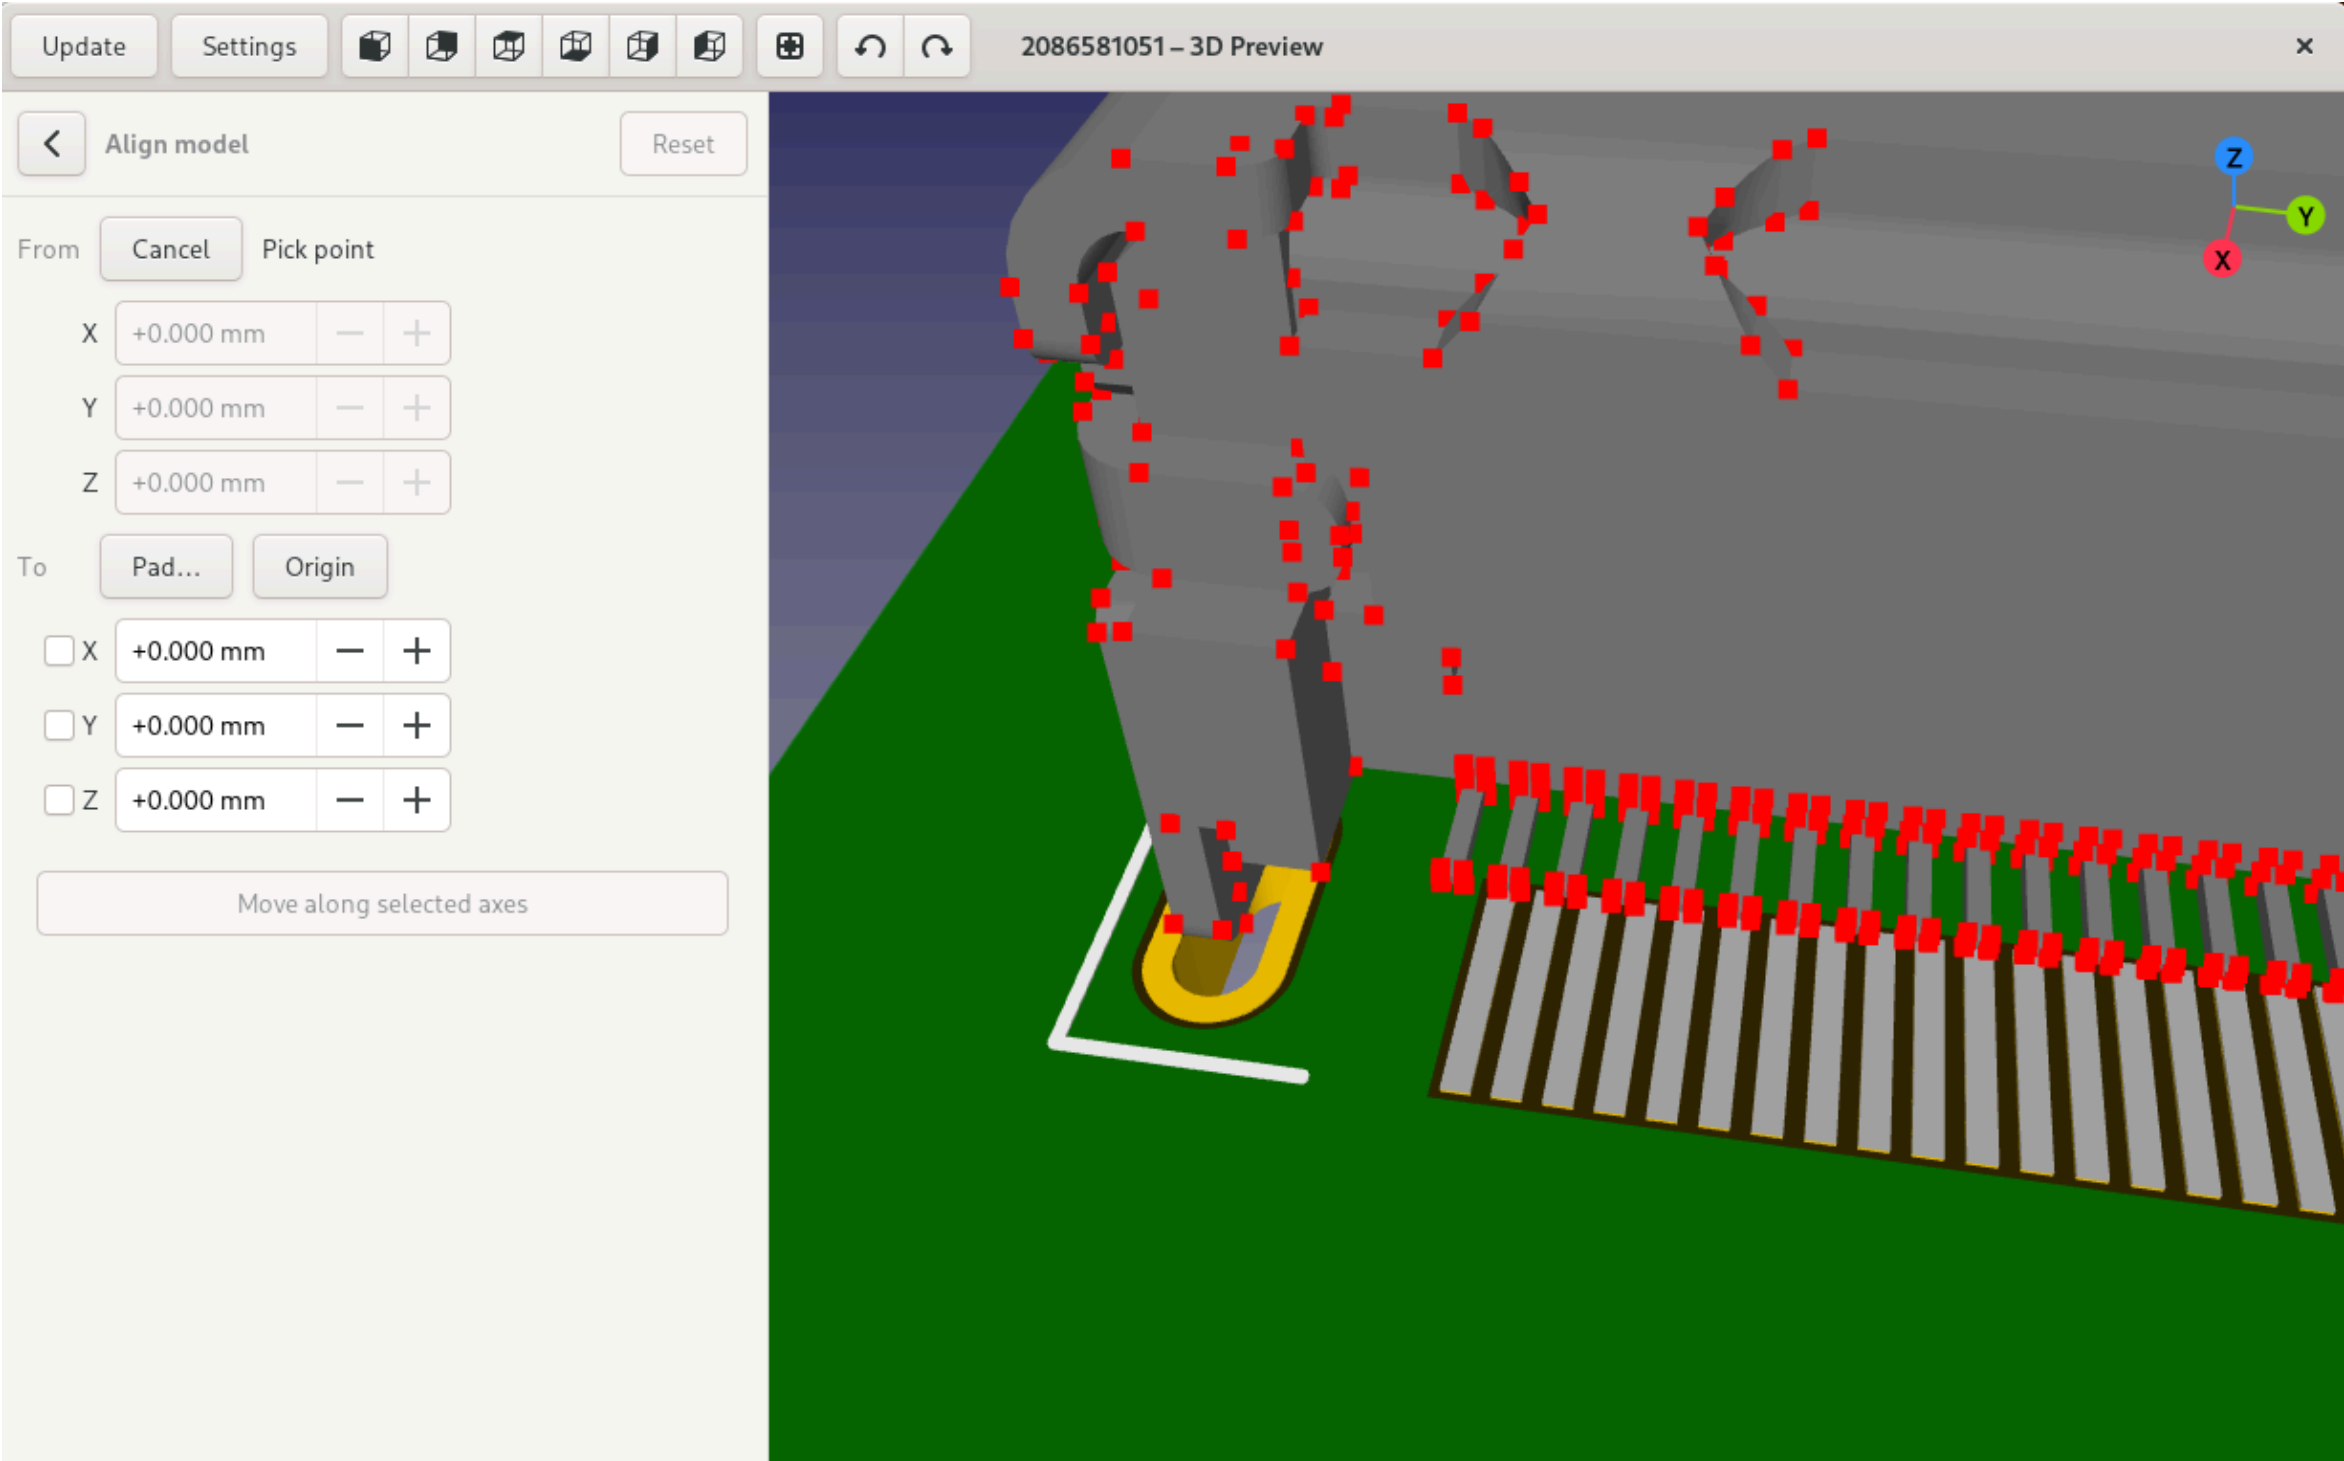 Update Settings 2086581051 – 3D Preview ×
Align model Reset
From Cancel Pick point
X +0.000 mm − +
Y +0.000 mm − +
Z +0.000 mm − +
To Pad... Origin
X +0.000 mm − +
Y +0.000 mm − +
Z +0.000 mm − +
Move along selected axes
Z
Y
X